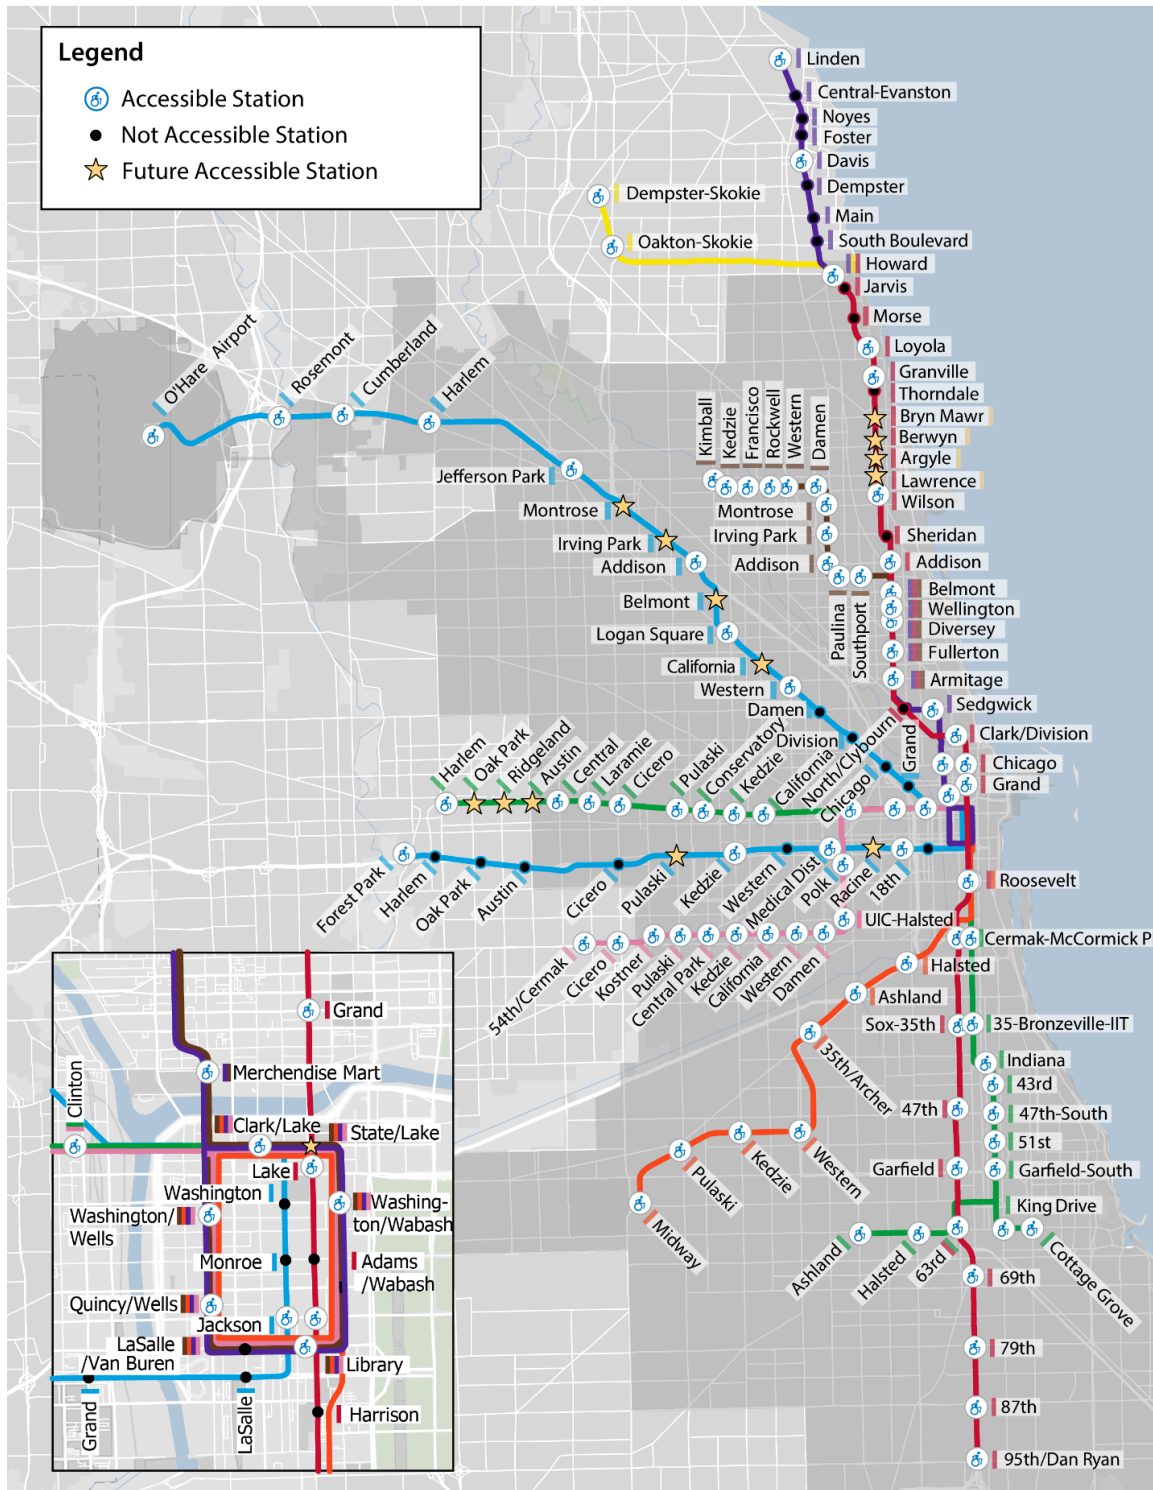 Legend
Accessible Station
Not Accessible Station
Future Accessible Station
Linden
Central-Evanston
Noyes
Foster
Davis
Dempster
Main
South Boulevard
Howard
Jarvis
Morse
Loyola
Granville
Thorndale
Bryn Mawr
Berwyn
Argyle
Lawrence
Wilson
Sheridan
Addison
Belmont
Wellington
Diversey
Fullerton
Armitage
Sedgwick
Clark/Division
Chicago
Grand
Dempster-Skokie
Oakton-Skokie
O'Hare Airport
Rosemont
Cumberland
Harlem
Jefferson Park
Montrose
Irving Park
Addison
Belmont
Logan Square
California
Western
Damen
Division
Chicago
Grand
North/Clybourn
Kimball
Kedzie
Francisco
Rockwell
Western
Damen
Montrose
Irving Park
Addison
Paulina
Southport
Harlem
Oak Park
Ridgeland
Austin
Central
Laramie
Cicero
Pulaski
Conservatory
Kedzie
California
Forest Park
Harlem
Oak Park
Austin
Cicero
Pulaski
Kedzie
Western
Medical Dist
Polk
Racine
18th
UIC-Halsted
54th/Cermak
Cicero
Kostner
Pulaski
Central Park
Kedzie
California
Western
Damen
Roosevelt
Cermak-McCormick P
Halsted
Ashland
35th/Archer
Western
Kedzie
Pulaski
Midway
Sox-35th
35-Bronzeville-IIT
Indiana
43rd
47th
47th-South
51st
Garfield
Garfield-South
King Drive
Cottage Grove
Ashland
Halsted
63rd
69th
79th
87th
95th/Dan Ryan
Grand
Merchendise Mart
Clinton
Clark/Lake
State/Lake
Lake
Washington
Washington/
Wells
Washing-
ton/Wabash
Monroe
Adams
/Wabash
Quincy/Wells
Jackson
LaSalle
/Van Buren
Library
Harrison
Grand
LaSalle